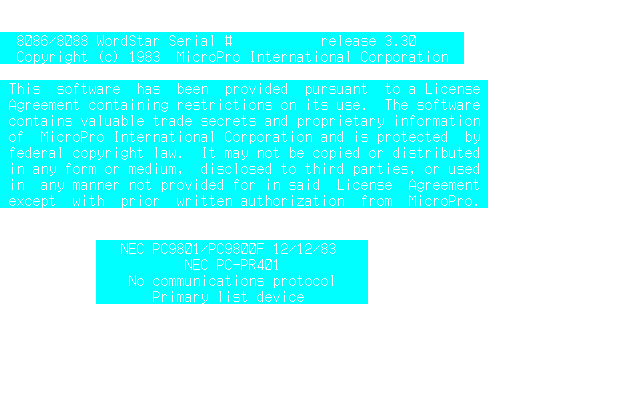 8086/8088 WordStar Serial # release 3.30
Copyright (c) 1983 MicroPro International Corporation
This software has been provided pursuant to a License
Agreement containing restrictions on its use. The software
contains valuable trade secrets and proprietary information
of MicroPro International Corporation and is protected by
federal copyright law. It may not be copied or distributed
in any form or medium, disclosed to third parties, or used
in any manner not provided for in said License Agreement
except with prior written authorization from MicroPro.
NEC PC9801/PC9800F 12/12/83
NEC PC-PR401
No communications protocol
Primary list device